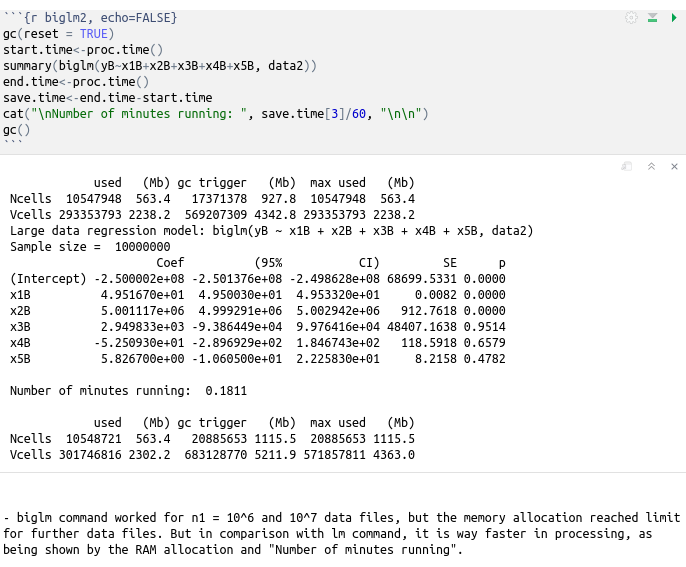 ```{r biglm2, echo=FALSE}
gc(reset = TRUE)
start.time<-proc.time()
summary(biglm(yB~x1B+x2B+x3B+x4B+x5B, data2))
end.time<-proc.time()
save.time<-end.time-start.time
cat("\nNumber of minutes running: ", save.time[3]/60, "\n\n")
gc()
```
            used   (Mb) gc trigger   (Mb)  max used   (Mb)
Ncells  10547948  563.4   17371378  927.8  10547948  563.4
Vcells 293353793 2238.2  569207309 4342.8 293353793 2238.2
Large data regression model: biglm(yB ~ x1B + x2B + x3B + x4B + x5B, data2)
Sample size =  10000000
                     Coef          (95%           CI)         SE      p
(Intercept) -2.500002e+08 -2.501376e+08 -2.498628e+08 68699.5331 0.0000
x1B          4.951670e+01  4.950030e+01  4.953320e+01     0.0082 0.0000
x2B          5.001117e+06  4.999291e+06  5.002942e+06   912.7618 0.0000
x3B          2.949833e+03 -9.386449e+04  9.976416e+04 48407.1638 0.9514
x4B         -5.250930e+01 -2.896929e+02  1.846743e+02   118.5918 0.6579
x5B          5.826700e+00 -1.060500e+01  2.225830e+01     8.2158 0.4782
Number of minutes running:  0.1811
            used   (Mb) gc trigger   (Mb)  max used   (Mb)
Ncells  10548721  563.4   20885653 1115.5  20885653 1115.5
Vcells 301746816 2302.2  683128770 5211.9 571857811 4363.0
- biglm command worked for n1 = 10^6 and 10^7 data files, but the memory allocation reached limit
for further data files. But in comparison with lm command, it is way faster in processing, as
being shown by the RAM allocation and "Number of minutes running".